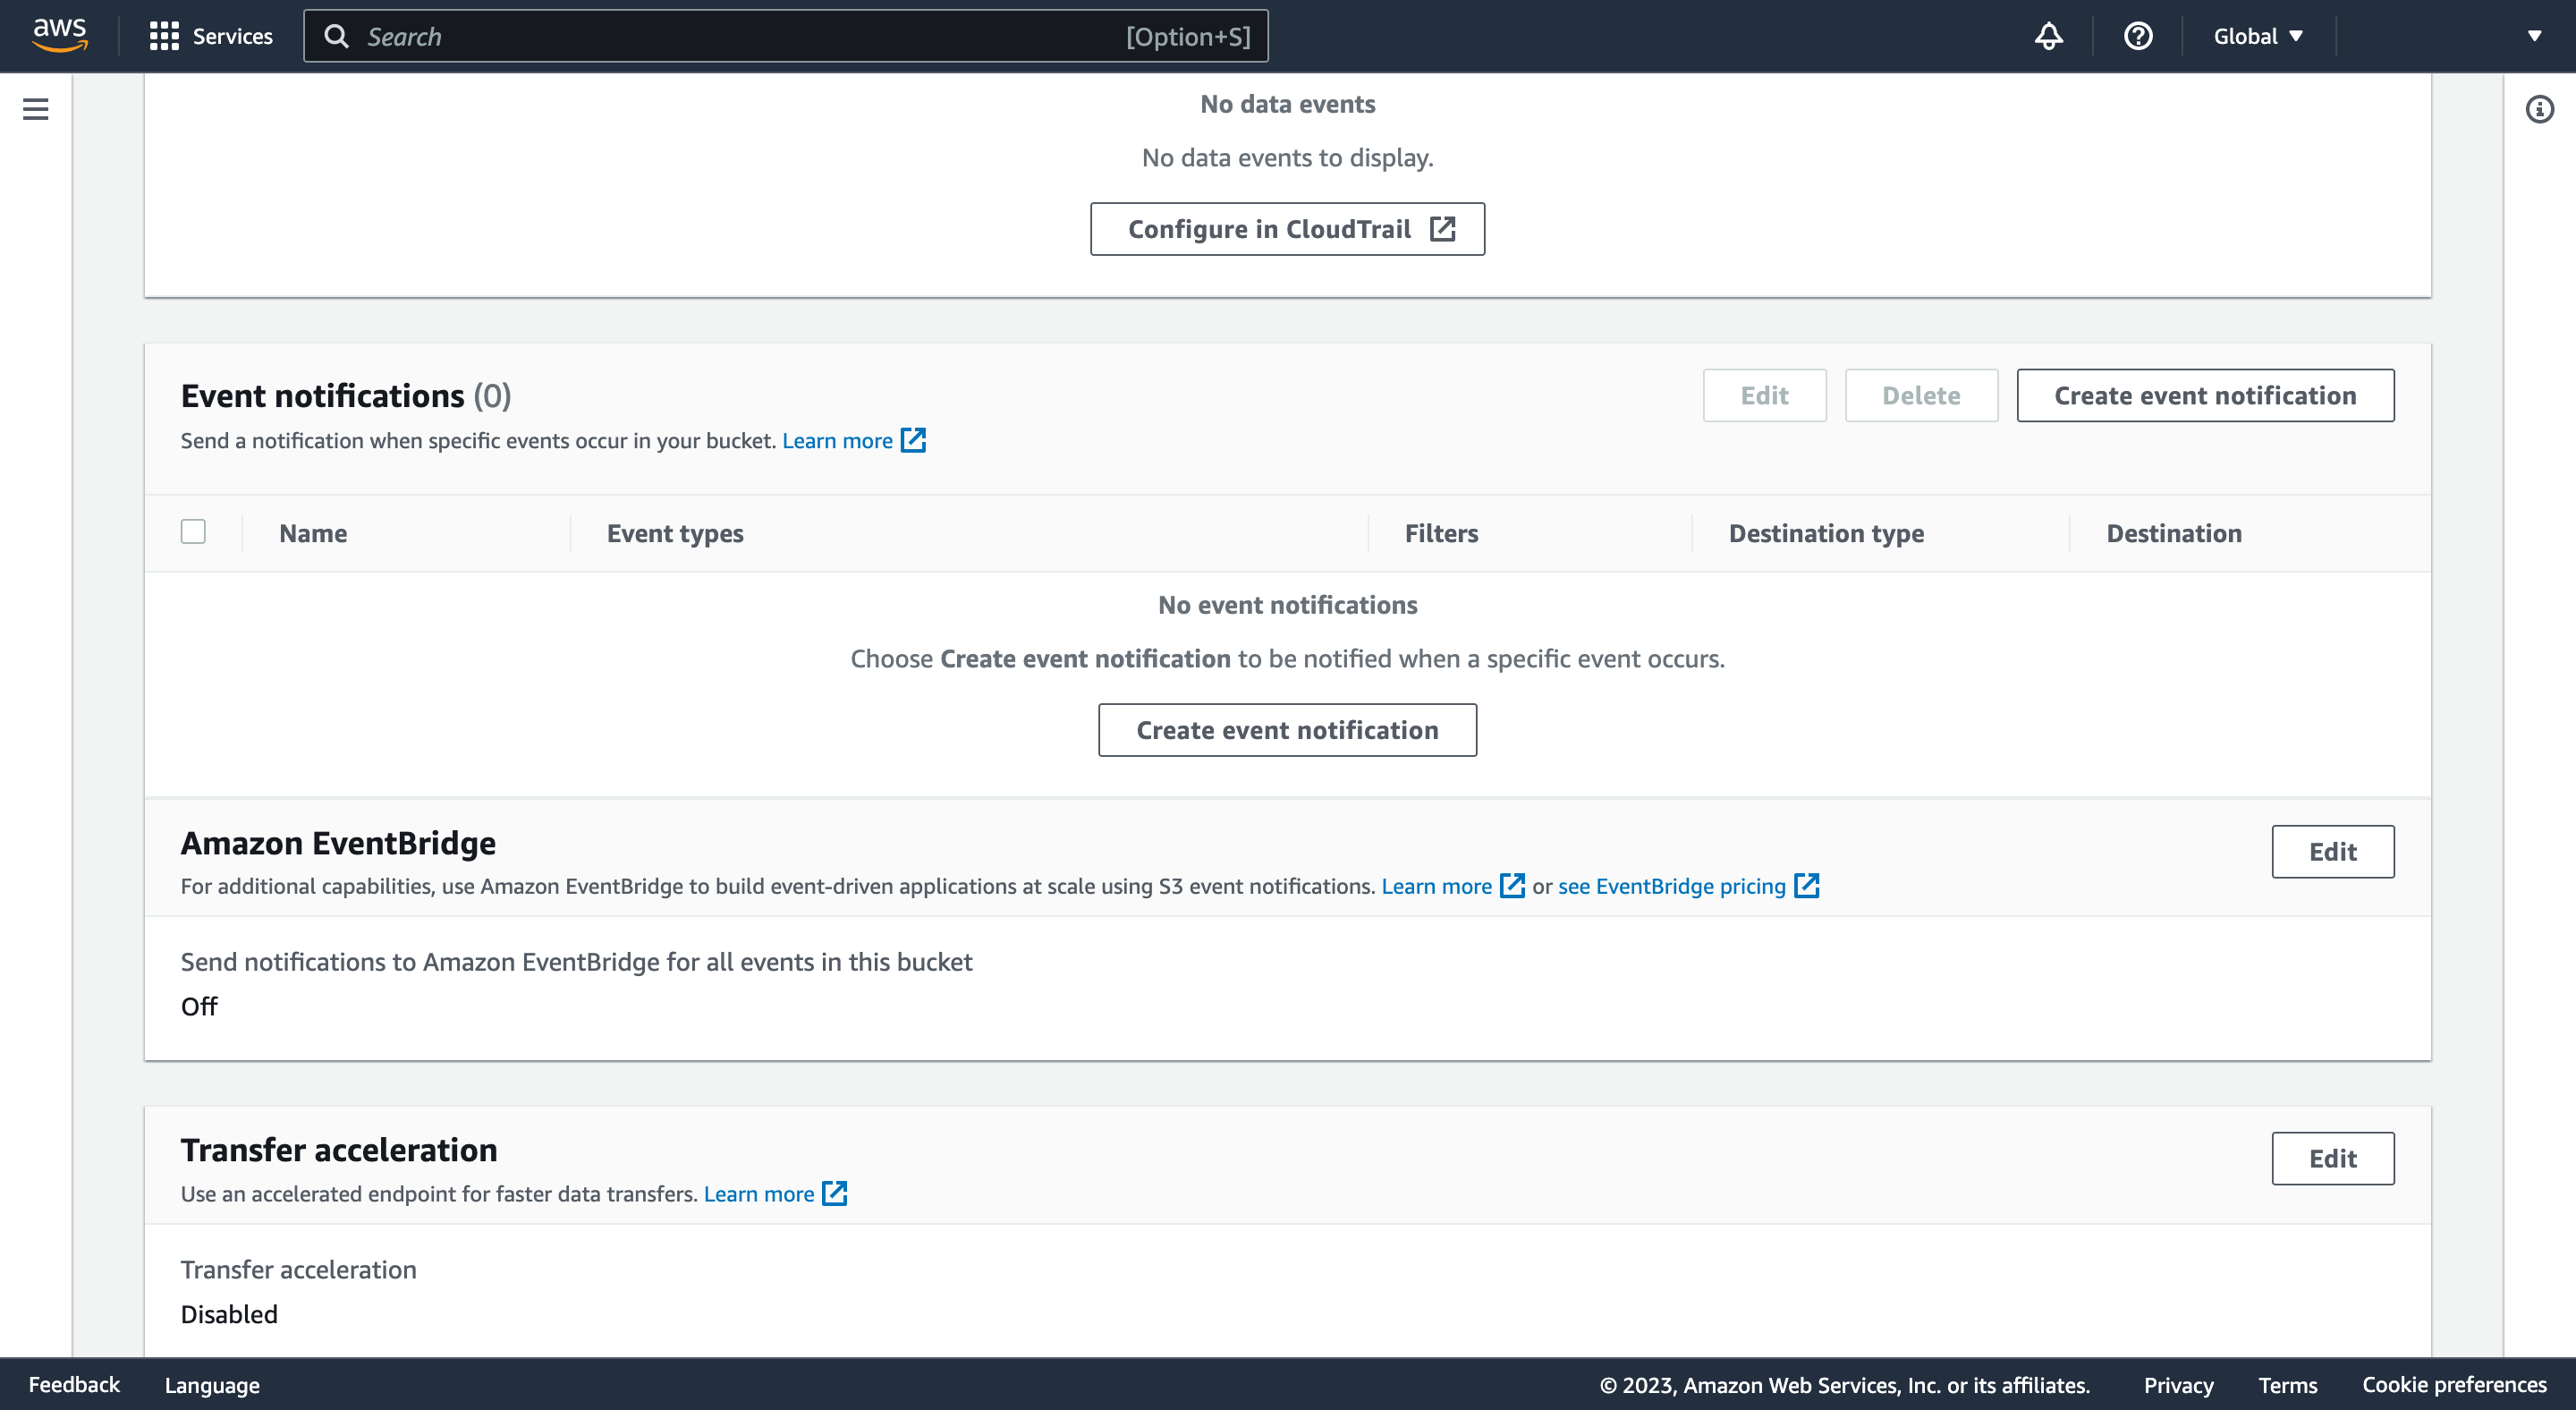 aws
Services
Search [Option+S]
Global
No data events
No data events to display.
Configure in CloudTrail
Event notifications (0)
Edit
Delete
Create event notification
Send a notification when specific events occur in your bucket. Learn more
Name Event types Filters Destination type Destination
No event notifications
Choose Create event notification to be notified when a specific event occurs.
Create event notification
Amazon EventBridge
Edit
For additional capabilities, use Amazon EventBridge to build event-driven applications at scale using S3 event notifications. Learn more or see EventBridge pricing
Send notifications to Amazon EventBridge for all events in this bucket
Off
Transfer acceleration
Edit
Use an accelerated endpoint for faster data transfers. Learn more
Transfer acceleration
Disabled
Feedback Language © 2023, Amazon Web Services, Inc. or its affiliates. Privacy Terms Cookie preferences